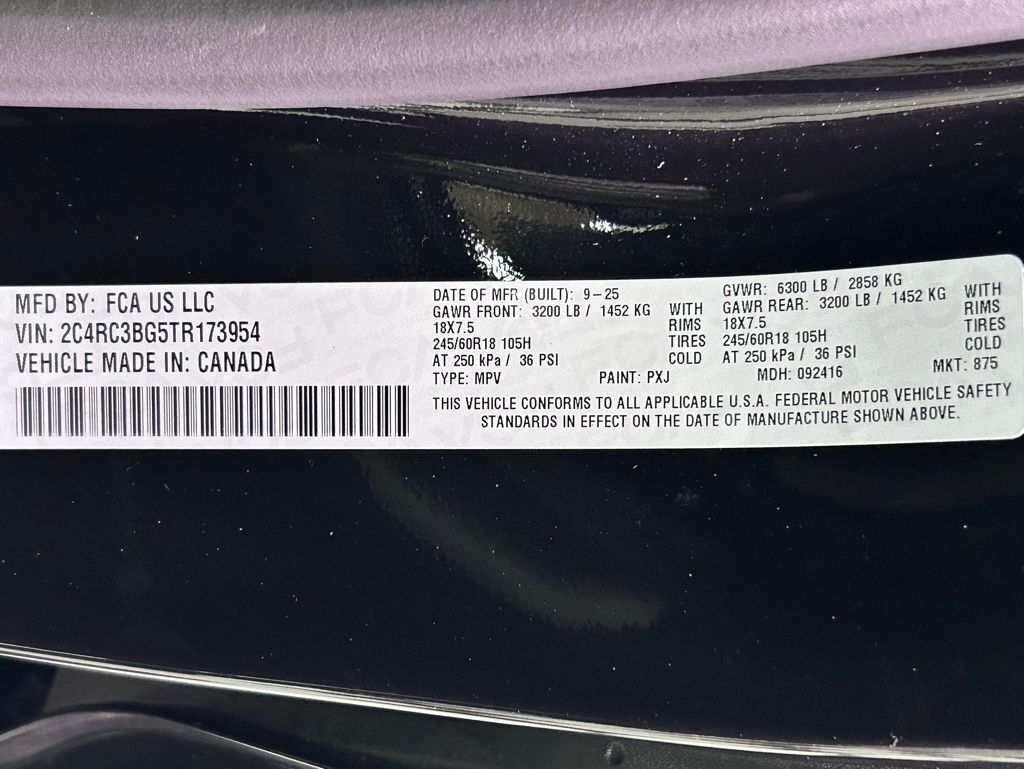 MFD BY: FCA US LLC
VIN: 2C4RC3BG5TR173954
VEHICLE MADE IN: CANADA
DATE OF MFR (BUILT): 9-25
GAWR FRONT: 3200 LB / 1452 KG WITH
18X7.5 RIMS
245/60R18 105H TIRES
AT 250 kPa / 36 PSI COLD
GVWR: 6300 LB / 2858 KG
GAWR REAR: 3200 LB / 1452 KG WITH
18X7.5 RIMS
245/60R18 105H TIRES
AT 250 kPa / 36 PSI COLD
TYPE: MPV PAINT: PXJ MDH: 092416 MKT: 875
THIS VEHICLE CONFORMS TO ALL APPLICABLE U.S.A. FEDERAL MOTOR VEHICLE SAFETY
STANDARDS IN EFFECT ON THE DATE OF MANUFACTURE SHOWN ABOVE.